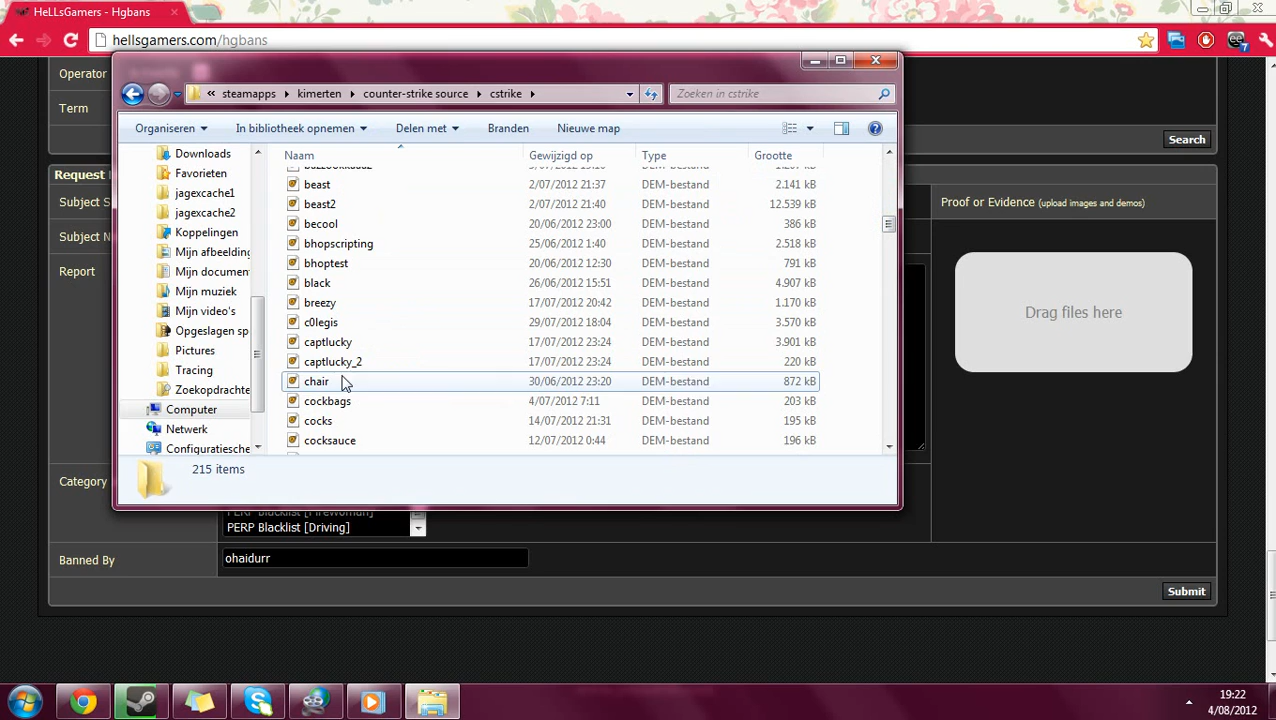 HeLLsGamers - Hgbans
hellsgamers.com/hgbans
Operator
Term
Search
steamapps kimerten counter-strike source cstrike
Zoeken in cstrike
Organiseren In bibliotheek opnemen Delen met Branden Nieuwe map
Naam Gewijzigd op Type Grootte
Downloads
Favorieten
jagexcache1
jagexcache2
Koppelingen
Mijn afbeelding
Mijn document
Mijn muziek
Mijn video's
Opgeslagen sp
Pictures
Tracing
Zoekopdrachte
Computer
Netwerk
Configuratiesche
beast 2/07/2012 21:37 DEM-bestand 2.141 kB
beast2 2/07/2012 21:40 DEM-bestand 12.539 kB
becool 20/06/2012 23:00 DEM-bestand 386 kB
bhopscripting 25/06/2012 1:40 DEM-bestand 2.518 kB
bhoptest 20/06/2012 12:30 DEM-bestand 791 kB
black 26/06/2012 15:51 DEM-bestand 4.907 kB
breezy 17/07/2012 20:42 DEM-bestand 1.170 kB
c0legis 29/07/2012 18:04 DEM-bestand 3.570 kB
captlucky 17/07/2012 23:24 DEM-bestand 3.901 kB
captlucky_2 17/07/2012 23:24 DEM-bestand 220 kB
chair 30/06/2012 23:20 DEM-bestand 872 kB
cockbags 4/07/2012 7:11 DEM-bestand 203 kB
cocks 14/07/2012 21:31 DEM-bestand 195 kB
cocksauce 12/07/2012 0:44 DEM-bestand 196 kB
215 items
Request
Subject S
Subject N
Report
Proof or Evidence (upload images and demos)
Drag files here
Category
PERP Blacklist [Firewoman]
PERP Blacklist [Driving]
Banned By
ohaidurr
Submit
7
19:22
4/08/2012